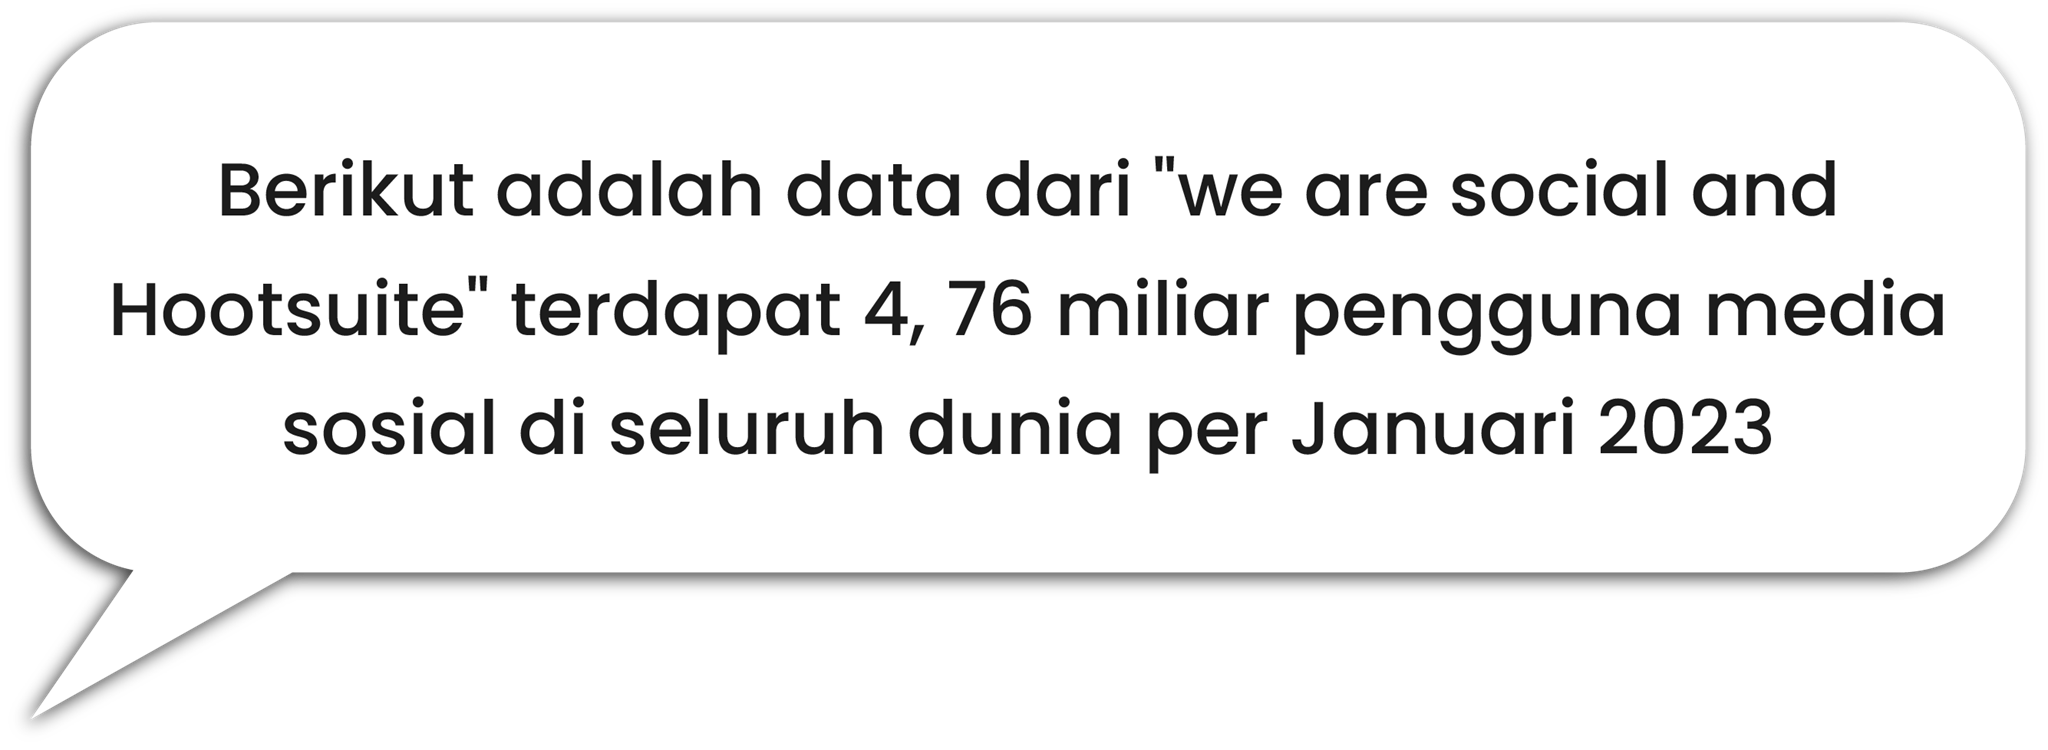 Berikut adalah data dari "we are social and
Hootsuite" terdapat 4, 76 miliar pengguna media
sosial di seluruh dunia per Januari 2023